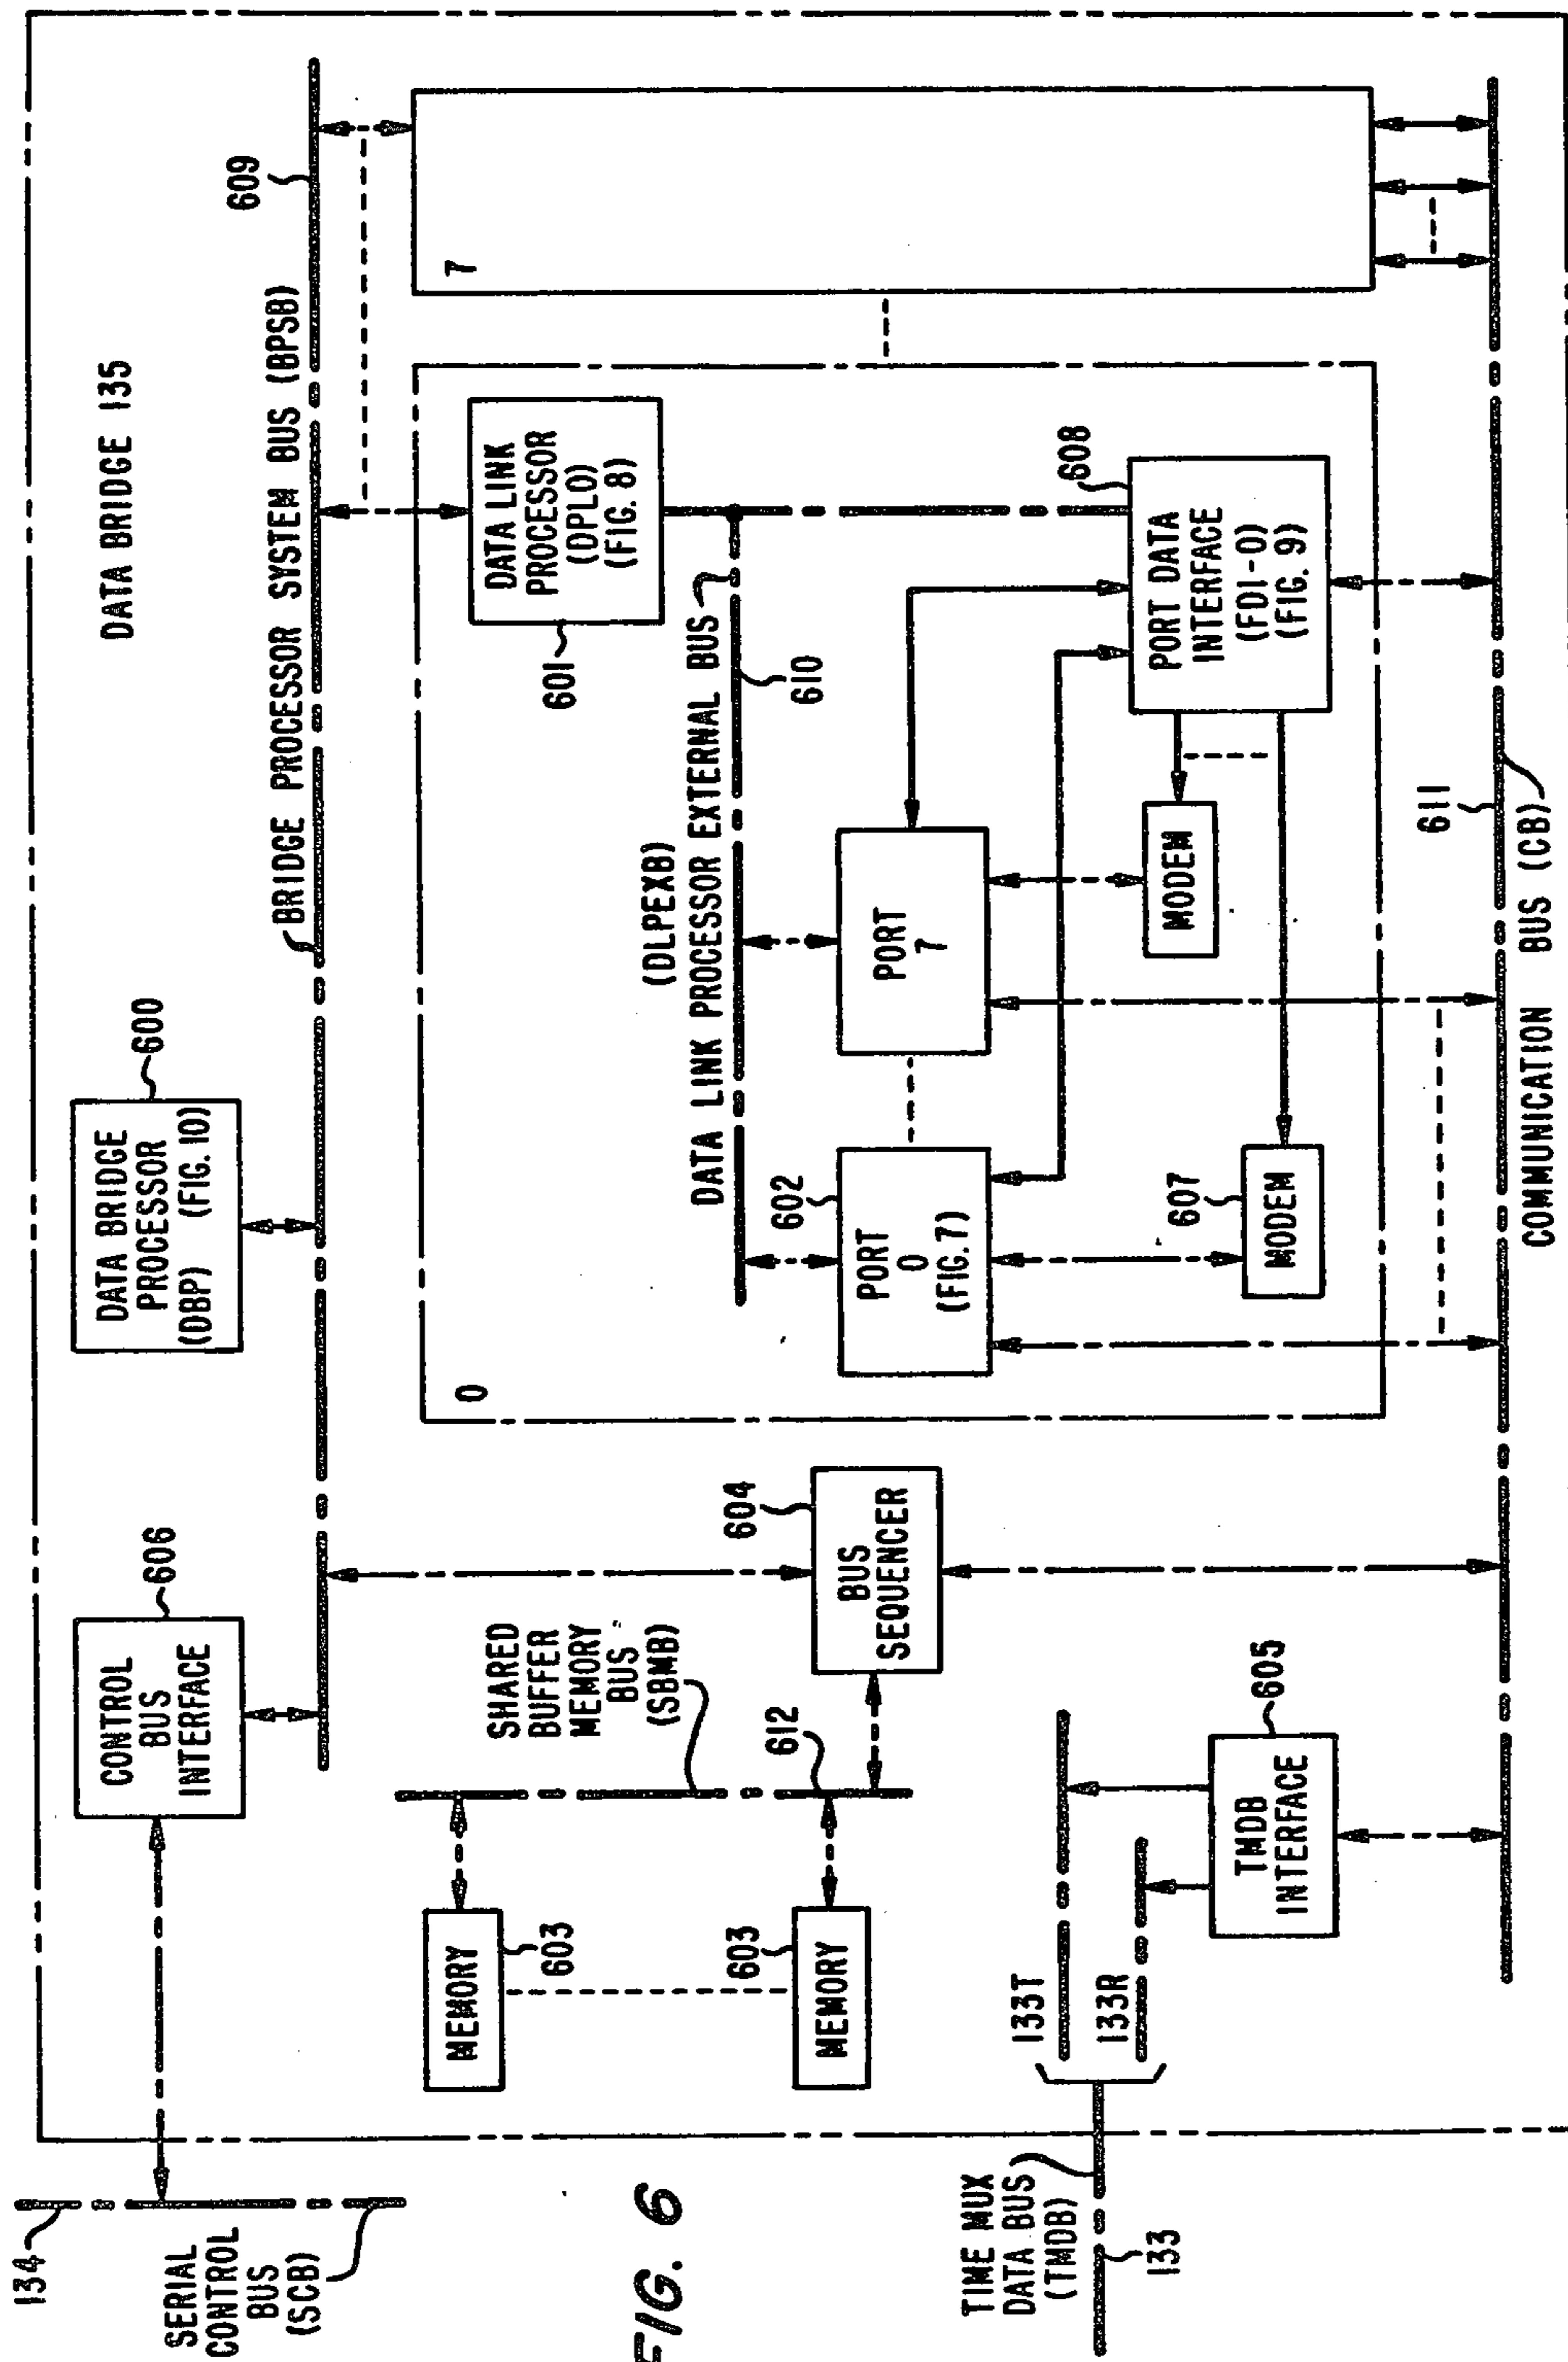 134
SERIAL
CONTROL
BUS
(SCB)
FIG. 6
TIME MUX
DATA BUS
(TMDB)
133
DATA BRIDGE 135
CONTROL
BUS
INTERFACE
606
DATA BRIDGE
PROCESSOR
(DBP) (FIG. 10)
600
BRIDGE PROCESSOR SYSTEM BUS (BPSB)
609
MEMORY
603
603
MEMORY
SHARED
BUFFER
MEMORY
BUS
(SBMB)
612
604
BUS
SEQUENCER
133T
133R
TMDB
INTERFACE
605
0
DATA LINK
PROCESSOR
(DPL0)
(FIG. 8)
601
(DLPEXB)
DATA LINK PROCESSOR EXTERNAL BUS
610
602
PORT
0
(FIG. 7)
PORT
7
607
MODEM
MODEM
PORT DATA
INTERFACE
(FDI-0)
(FIG. 9)
608
7
611
COMMUNICATION BUS (CB)